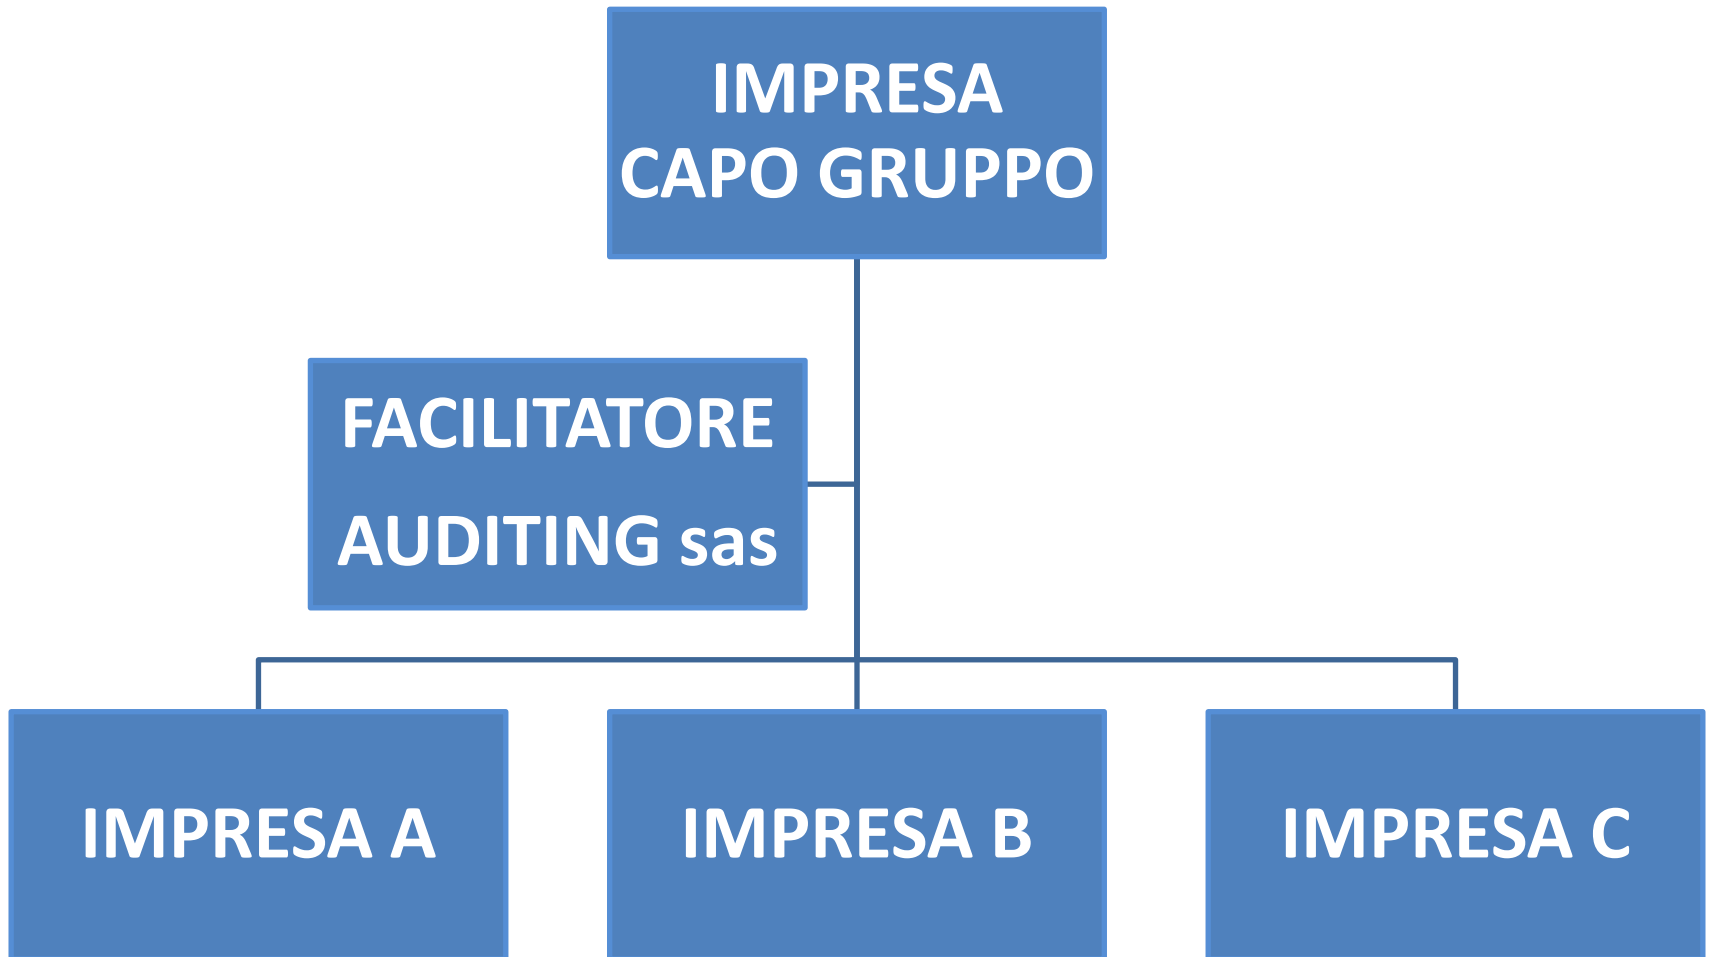 IMPRESA
CAPO GRUPPO
FACILITATORE
AUDITING sas
IMPRESA A
IMPRESA B
IMPRESA C